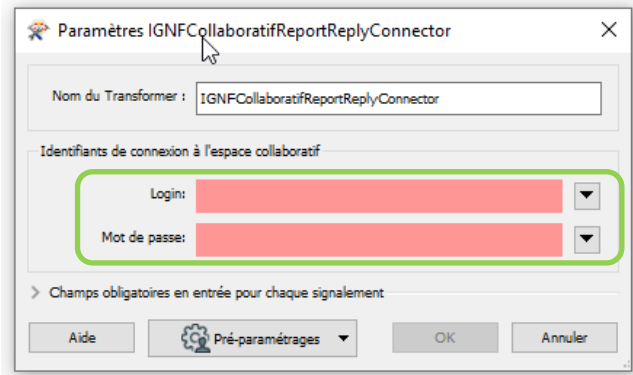 Paramètres IGNFCollaboratifReportReplyConnector
Nom du Transformer : IGNFCollaboratifReportReplyConnector
Identifiants de connexion à l'espace collaboratif
Login:
Mot de passe:
Champs obligatoires en entrée pour chaque signalement
Aide Pré-paramétrages OK Annuler